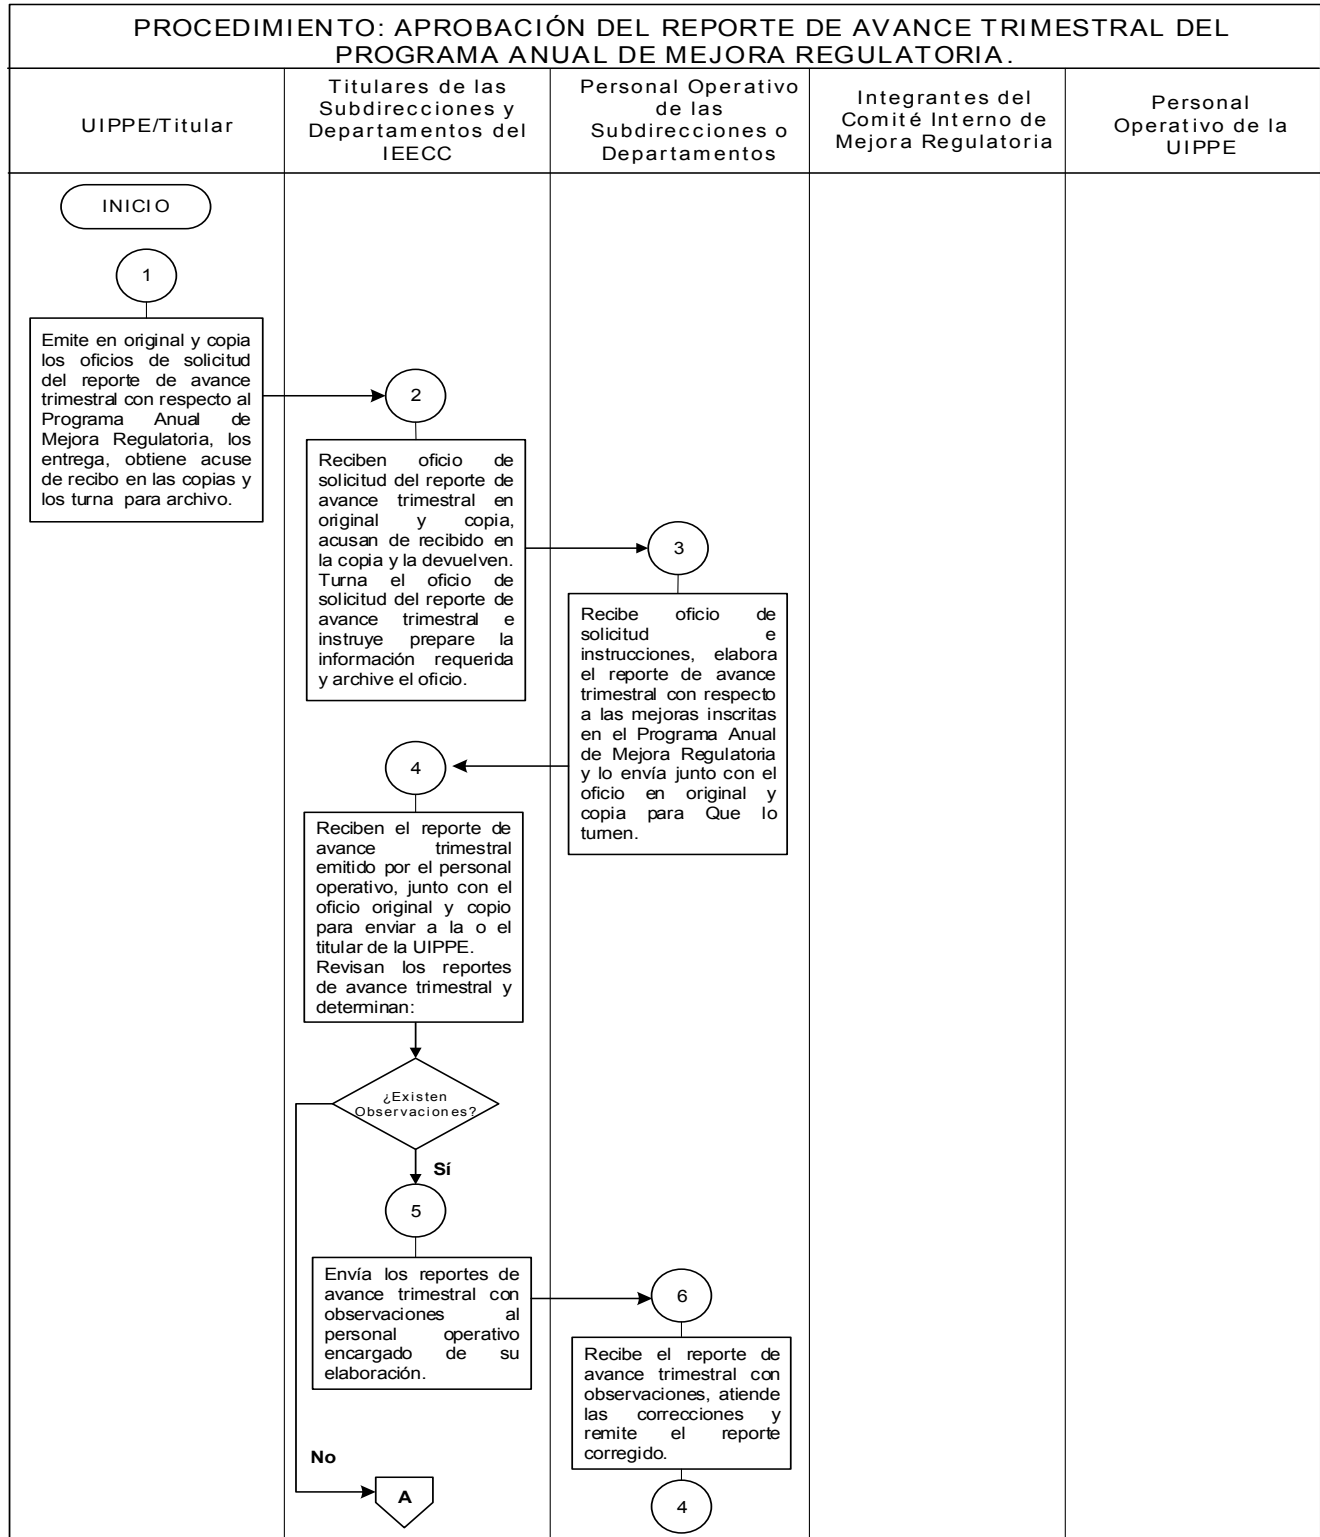 PROCEDIMIENTO: APROBACIÓN DEL REPORTE DE AVANCE TRIMESTRAL DEL
PROGRAMA ANUAL DE MEJORA REGULATORIA.
UIPPE/Titular
Titulares de las
Subdirecciones y
Departamentos del
IEECC
Personal Operativo
de las
Subdirecciones o
Departamentos
Integrantes del
Comité Interno de
Mejora Regulatoria
Personal
Operativo de la
UIPPE
INICIO
1
Emite en original y copia
los oficios de solicitud
del reporte de avance
trimestral con respecto al
Programa Anual de
Mejora Regulatoria, los
entrega, obtiene acuse
de recibo en las copias y
los turna para archivo.
2
Reciben oficio de
solicitud del reporte de
avance trimestral en
original y copia,
acusan de recibido en
la copia y la devuelven.
Turna el oficio de
solicitud del reporte de
avance trimestral e
instruye prepare la
información requerida
y archive el oficio.
3
Recibe oficio de
solicitud e
instrucciones, elabora
el reporte de avance
trimestral con respecto
a las mejoras inscritas
en el Programa Anual
de Mejora Regulatoria
y lo envía junto con el
oficio en original y
copia para Que lo
turnen.
4
Reciben el reporte de
avance trimestral
emitido por el personal
operativo, junto con el
oficio original y copio
para enviar a la o el
titular de la UIPPE.
Revisan los reportes
de avance trimestral y
determinan:
¿Existen
Observaciones?
Sí
5
Envía los reportes de
avance trimestral con
observaciones al
personal operativo
encargado de su
elaboración.
6
Recibe el reporte de
avance trimestral con
observaciones, atiende
las correcciones y
remite el reporte
corregido.
No
A
4